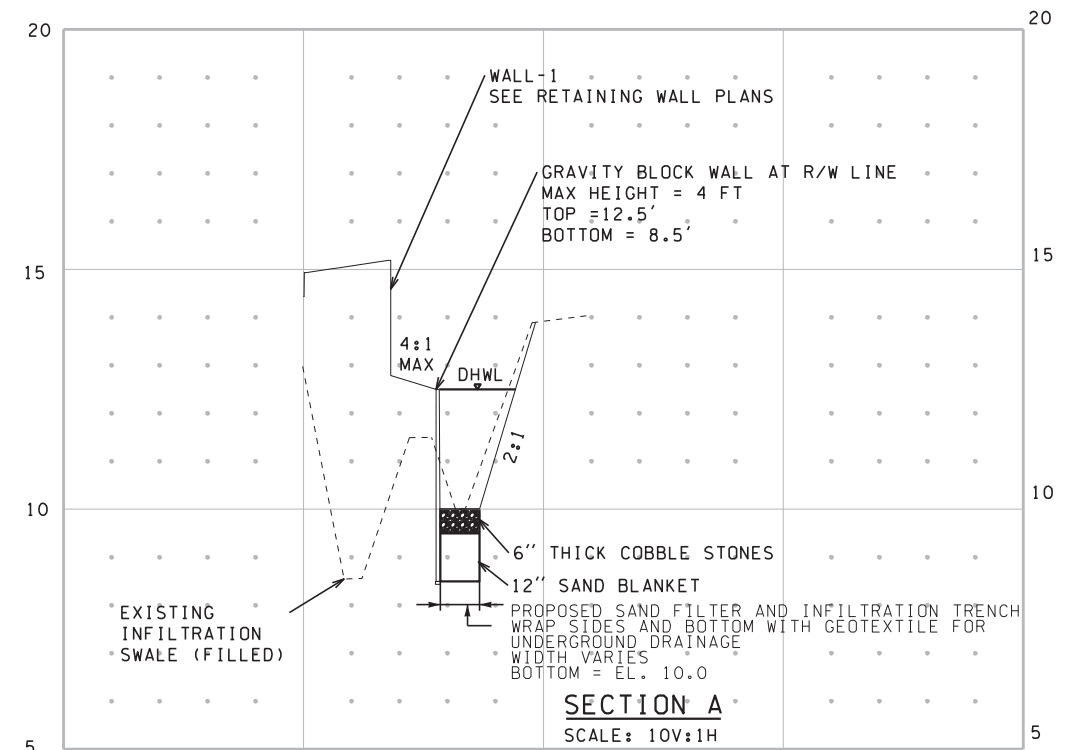 20
20
WALL-1
SEE RETAINING WALL PLANS
GRAVITY BLOCK WALL AT R/W LINE
MAX HEIGHT = 4 FT
TOP =12.5'
BOTTOM = 8.5'
15
15
4:1
MAX
DHWL
2:1
10
10
6'' THICK COBBLE STONES
12'' SAND BLANKET
PROPOSED SAND FILTER AND INFILTRATION TRENCH
WRAP SIDES AND BOTTOM WITH GEOTEXTILE FOR
UNDERGROUND DRAINAGE
WIDTH VARIES
BOTTOM = EL. 10.0
EXISTING
INFILTRATION
SWALE (FILLED)
SECTION A
SCALE: 10V:1H
5
5